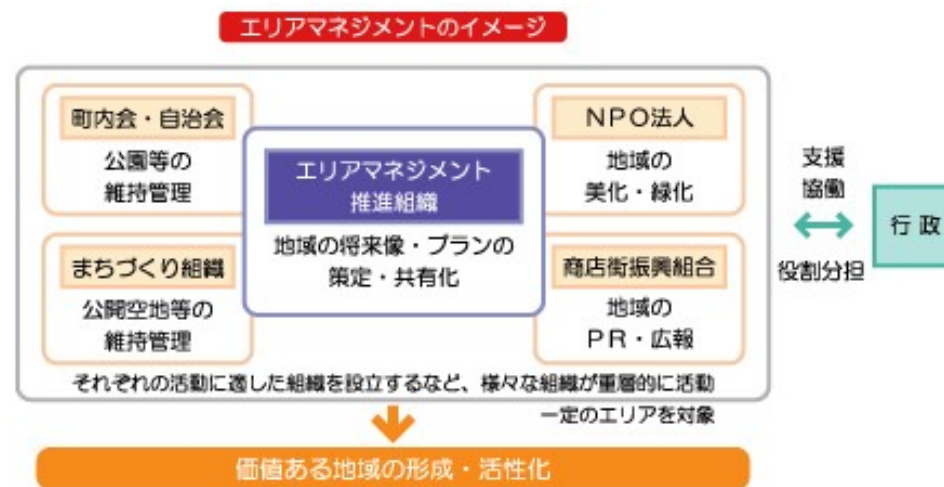 エリアマネジメントのイメージ
町内会・自治会
公園等の
維持管理
NPO法人
地域の
美化・緑化
エリアマネジメント
推進組織
地域の将来像・プランの
策定・共有化
まちづくり組織
公開空地等の
維持管理
商店街振興組合
地域の
PR・広報
それぞれの活動に適した組織を設立するなど、様々な組織が重層的に活動
一定のエリアを対象
支援
協働
役割分担
行政
価値ある地域の形成・活性化